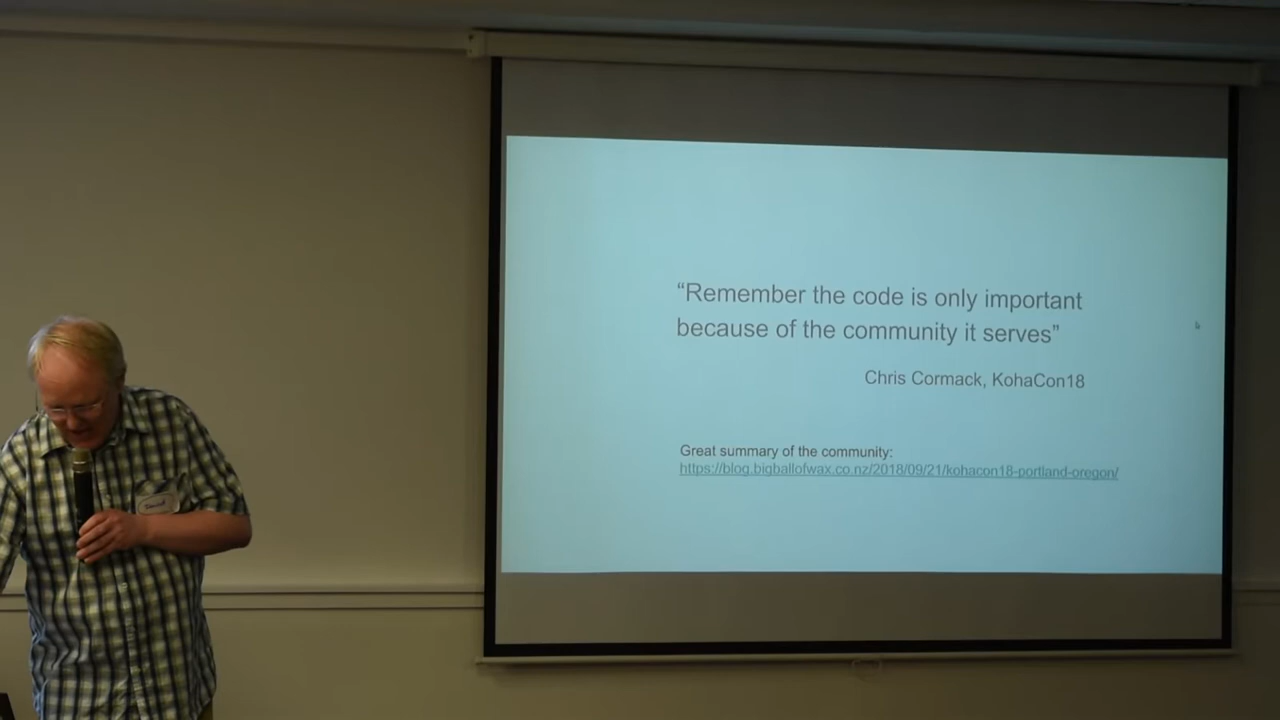 “Remember the code is only important
because of the community it serves”
Chris Cormack, KohaCon18
Great summary of the community:
https://blog.bigballofwax.co.nz/2018/09/21/kohacon18-portland-oregon/